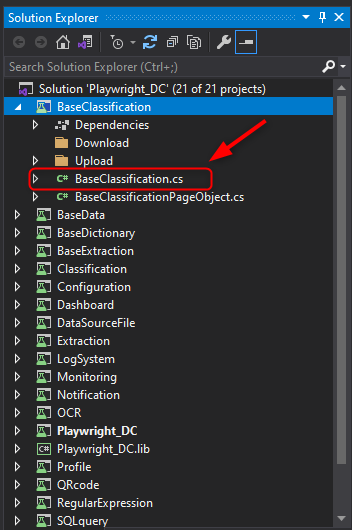 Solution Explorer
Search Solution Explorer (Ctrl+;)
Solution 'Playwright_DC' (21 of 21 projects)
BaseClassification
Dependencies
Download
Upload
C# BaseClassification.cs
C# BaseClassificationPageObject.cs
BaseData
BaseDictionary
BaseExtraction
Classification
Configuration
Dashboard
DataSourceFile
Extraction
LogSystem
Monitoring
Notification
OCR
Playwright_DC
C# Playwright_DC.lib
Profile
QRcode
RegularExpression
SQLquery